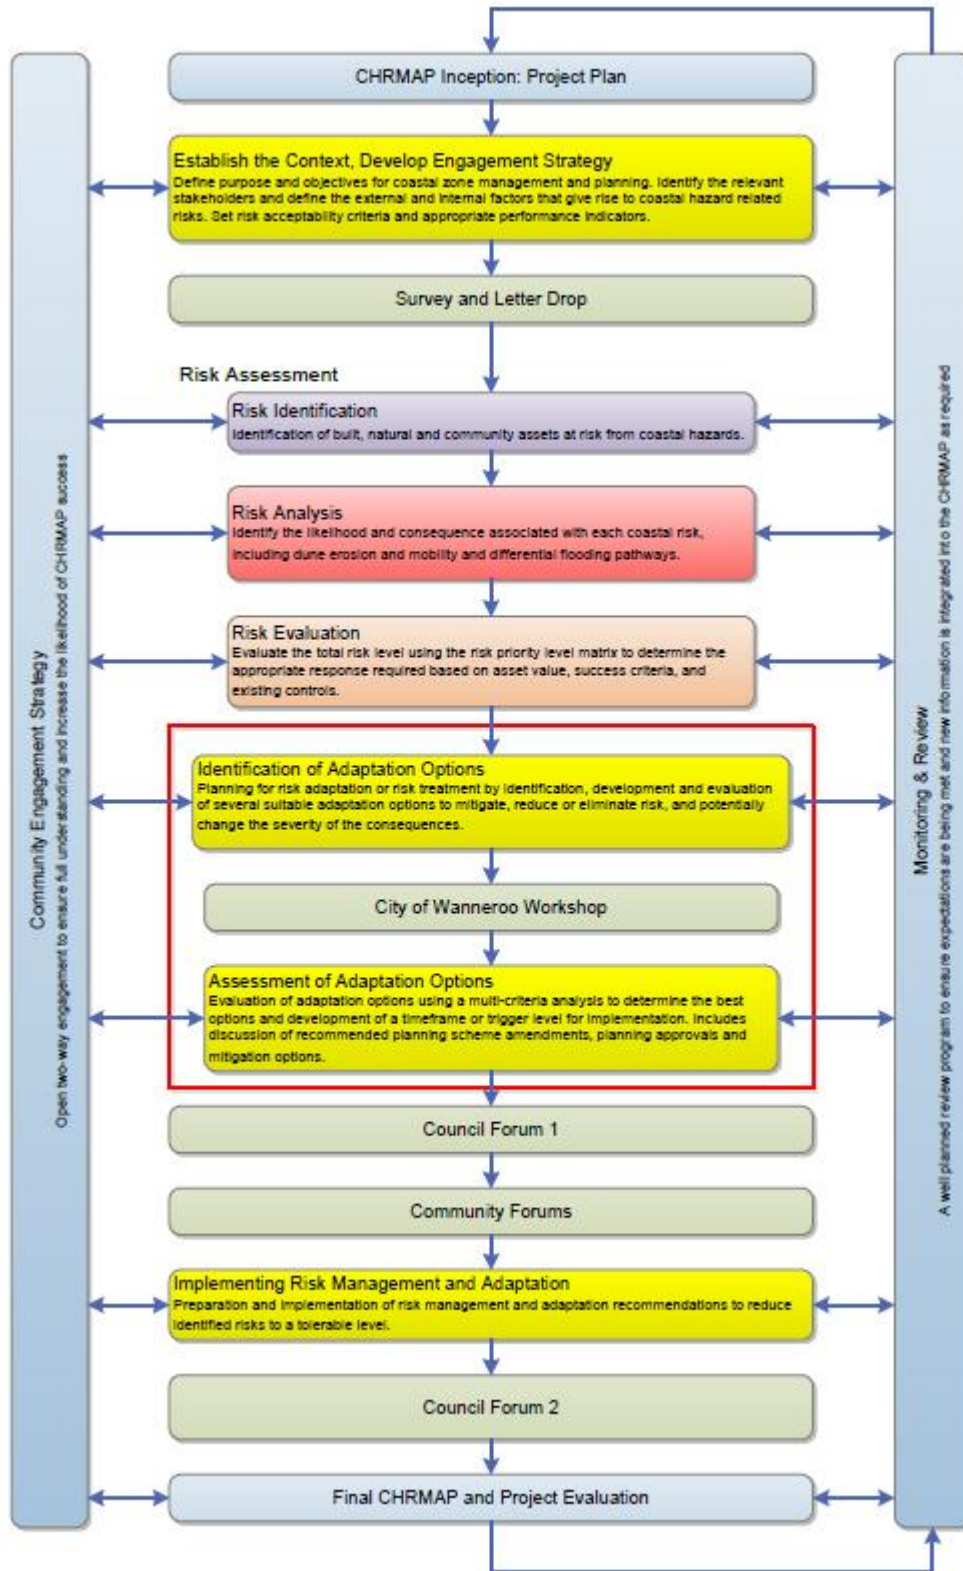 CHRMAP Inception: Project Plan
Establish the Context, Develop Engagement Strategy
Define purpose and objectives for coastal zone management and planning. Identify the relevant
stakeholders and define the external and internal factors that give rise to coastal hazard related
risks. Set risk acceptability criteria and appropriate performance indicators.
Survey and Letter Drop
Risk Assessment
Risk Identification
Identification of built, natural and community assets at risk from coastal hazards.
Risk Analysis
Identify the likelihood and consequence associated with each coastal risk,
including dune erosion and mobility and differential flooding pathways.
Risk Evaluation
Evaluate the total risk level using the risk priority level matrix to determine the
appropriate response required based on asset value, success criteria, and
existing controls.
Identification of Adaptation Options
Planning for risk adaptation or risk treatment by identification, development and evaluation
of several suitable adaptation options to mitigate, reduce or eliminate risk, and potentially
change the severity of the consequences.
City of Wanneroo Workshop
Assessment of Adaptation Options
Evaluation of adaptation options using a multi-criteria analysis to determine the best
options and development of a timeframe or trigger level for implementation. Includes
discussion of recommended planning scheme amendments, planning approvals and
mitigation options.
Council Forum 1
Community Forums
Implementing Risk Management and Adaptation
Preparation and implementation of risk management and adaptation recommendations to reduce
identified risks to a tolerable level.
Council Forum 2
Final CHRMAP and Project Evaluation
Community Engagement Strategy
Open two-way engagement to ensure full understanding and increase the likelihood of CHRMAP success
Monitoring & Review
A well planned review program to ensure expectations are being met and new information is integrated into the CHRMAP as required